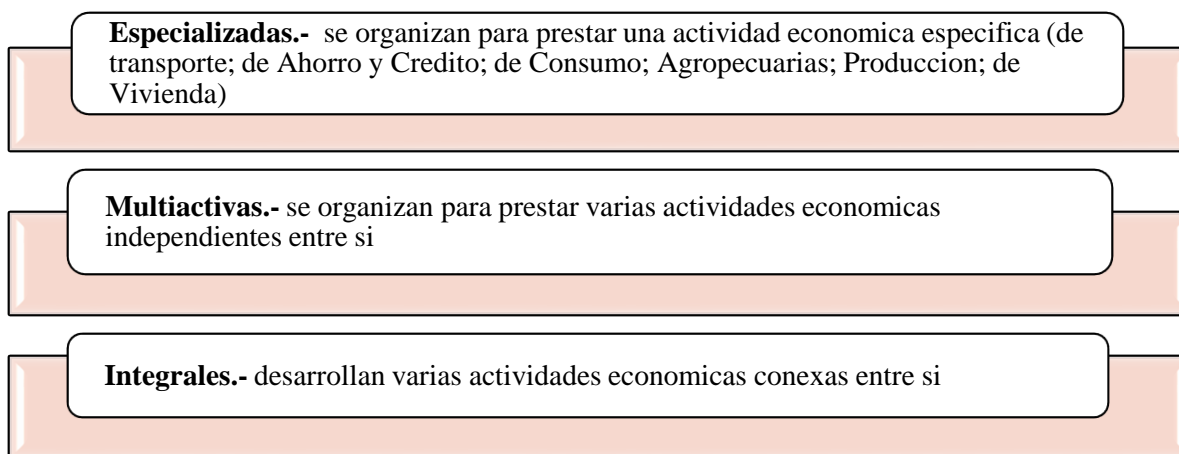 Especializadas.- se organizan para prestar una actividad economica especifica (de
transporte; de Ahorro y Credito; de Consumo; Agropecuarias; Produccion; de
Vivienda)
Multiactivas.- se organizan para prestar varias actividades economicas
independientes entre si
Integrales.- desarrollan varias actividades economicas conexas entre si